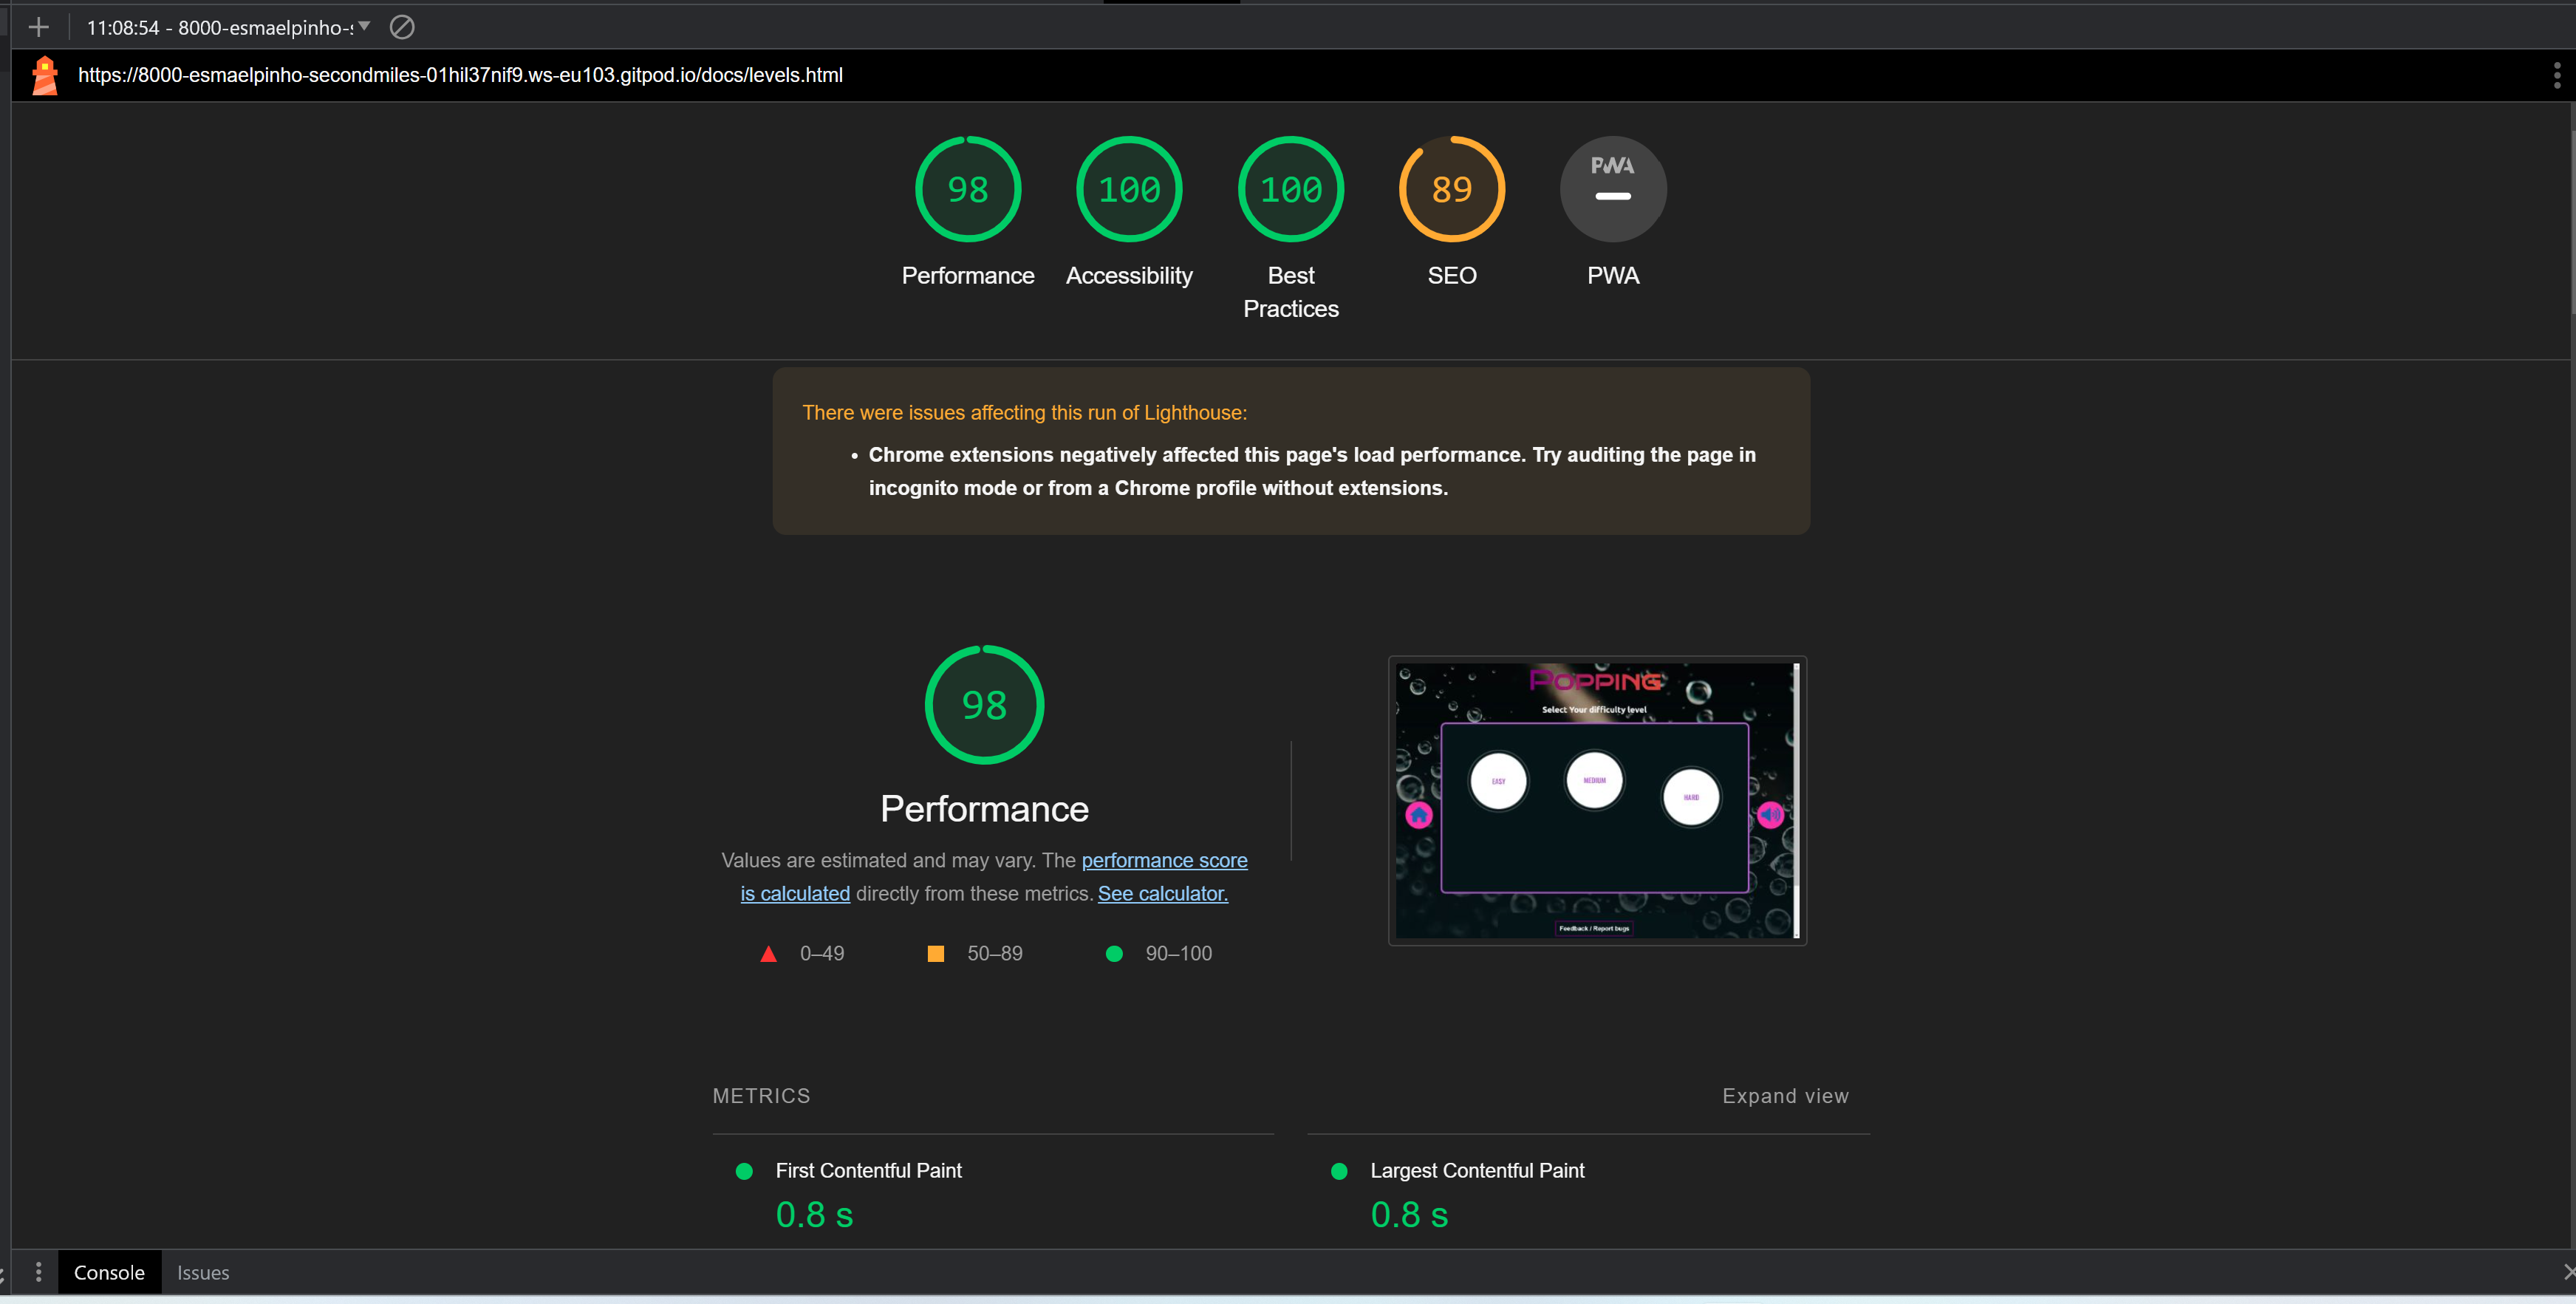 11:08:54 - 8000-esmaelpinho-s
https://8000-esmaelpinho-secondmiles-01hil37nif9.ws-eu103.gitpod.io/docs/levels.html
98
100
100
89
PWA
Performance
Accessibility
Best
Practices
SEO
PWA
There were issues affecting this run of Lighthouse:
• Chrome extensions negatively affected this page's load performance. Try auditing the page in
incognito mode or from a Chrome profile without extensions.
98
Performance
Values are estimated and may vary. The performance score
is calculated directly from these metrics. See calculator.
0–49
50–89
90–100
POPPING
Select Your difficulty level
EASY
MEDIUM
HARD
Feedback / Report bugs
METRICS
Expand view
First Contentful Paint
0.8 s
Largest Contentful Paint
0.8 s
Console
Issues